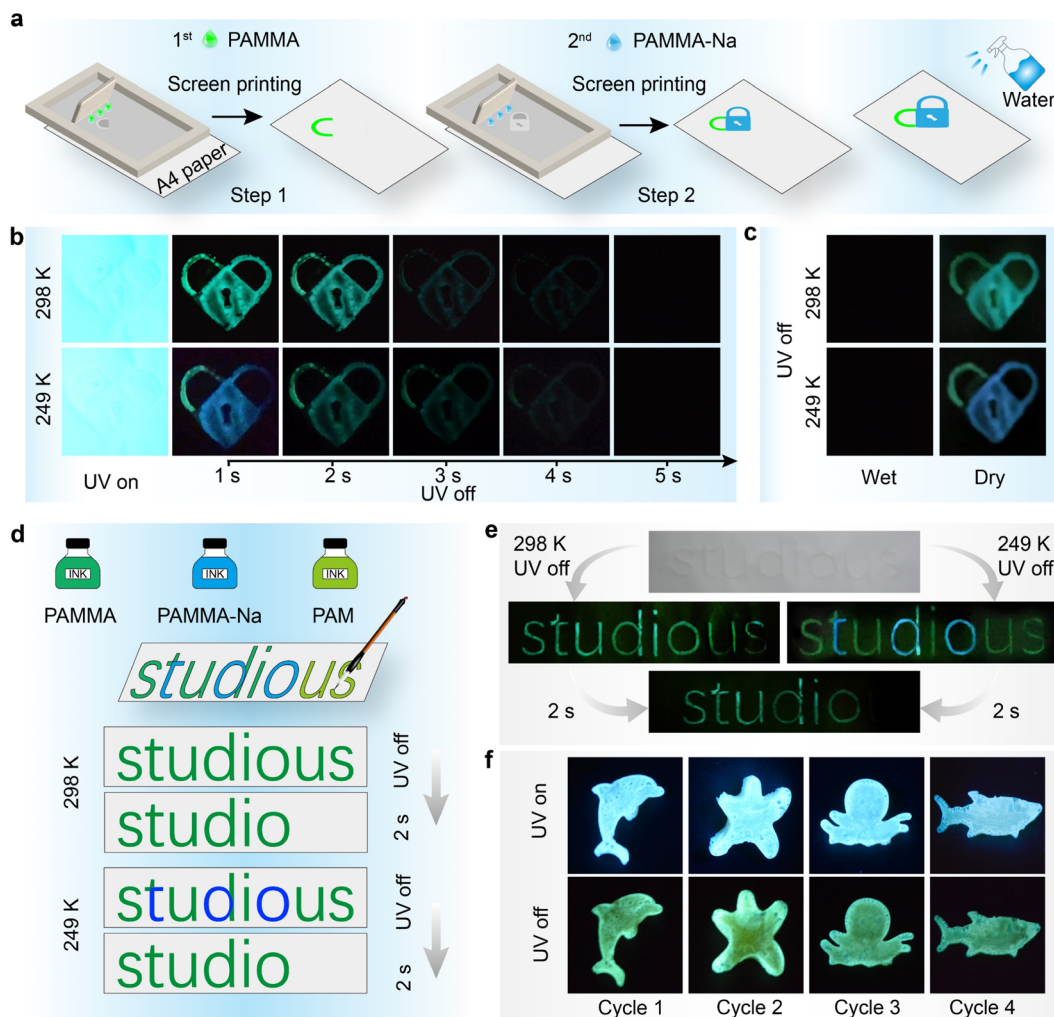 a
1st PAMMA
2nd PAMMA-Na
Screen printing
Screen printing
Water
A4 paper
Step 1
Step 2
b
298 K
249 K
UV on
1 s
2 s
3 s
4 s
5 s
UV off
c
298 K
249 K
UV off
Wet
Dry
d
INK
INK
INK
PAMMA
PAMMA-Na
PAM
studious
298 K
studious
UV off
studio
2 s
249 K
studious
UV off
studio
2 s
e
298 K
UV off
studious
249 K
UV off
studious
studious
2 s
studio
2 s
f
UV on
UV off
Cycle 1
Cycle 2
Cycle 3
Cycle 4